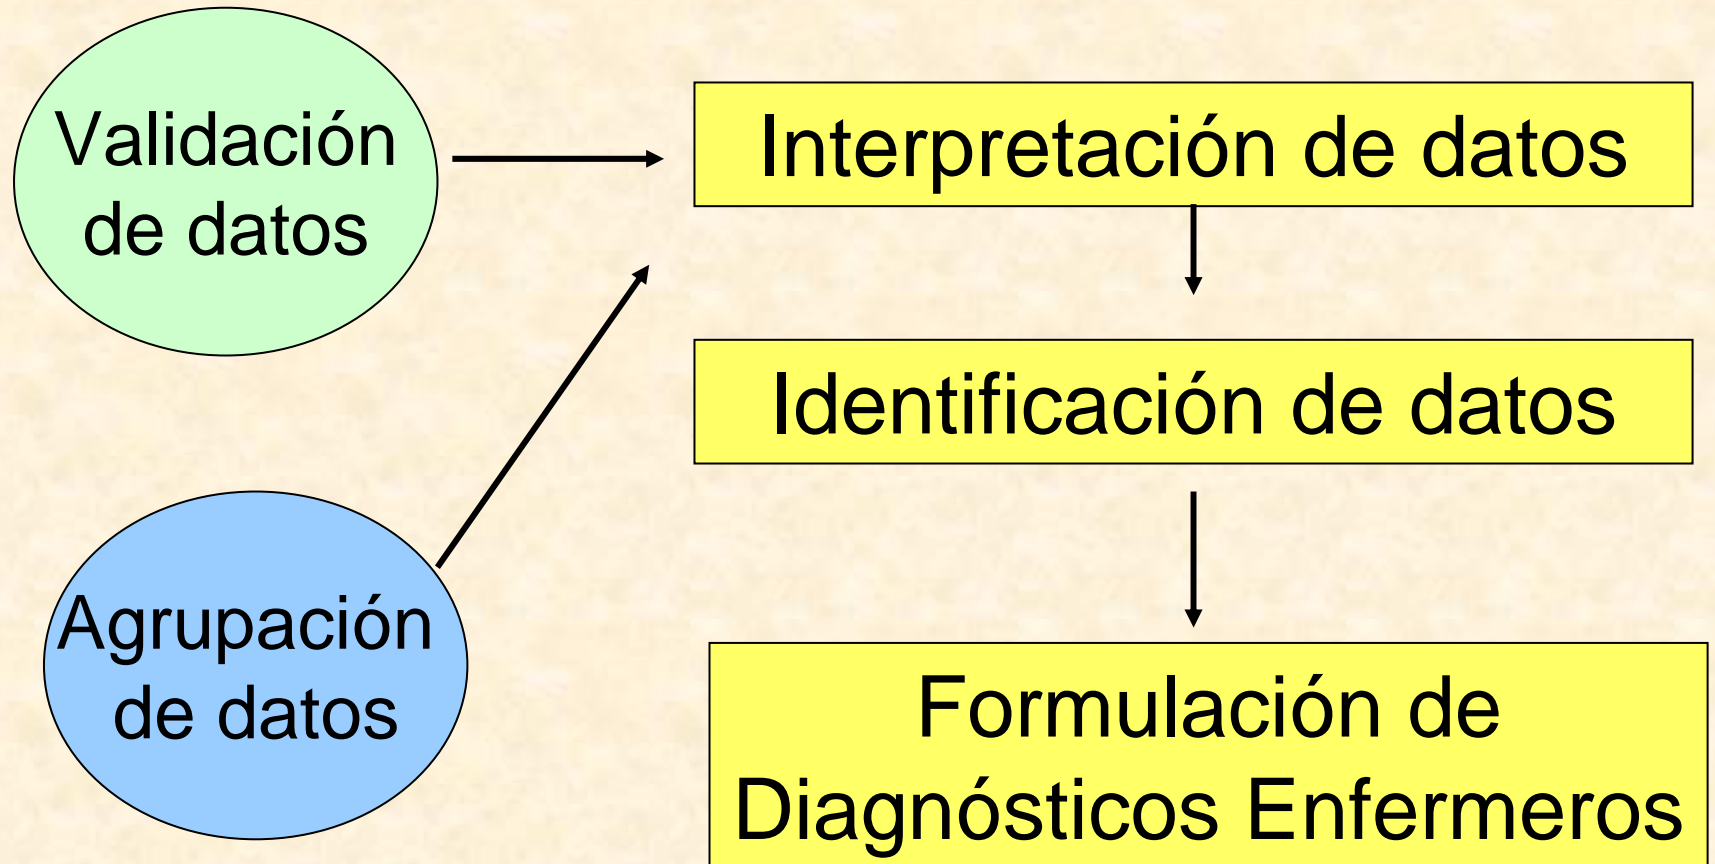 Validación
de datos
Interpretación de datos
Identificación de datos
Agrupación
de datos
Formulación de
Diagnósticos Enfermeros